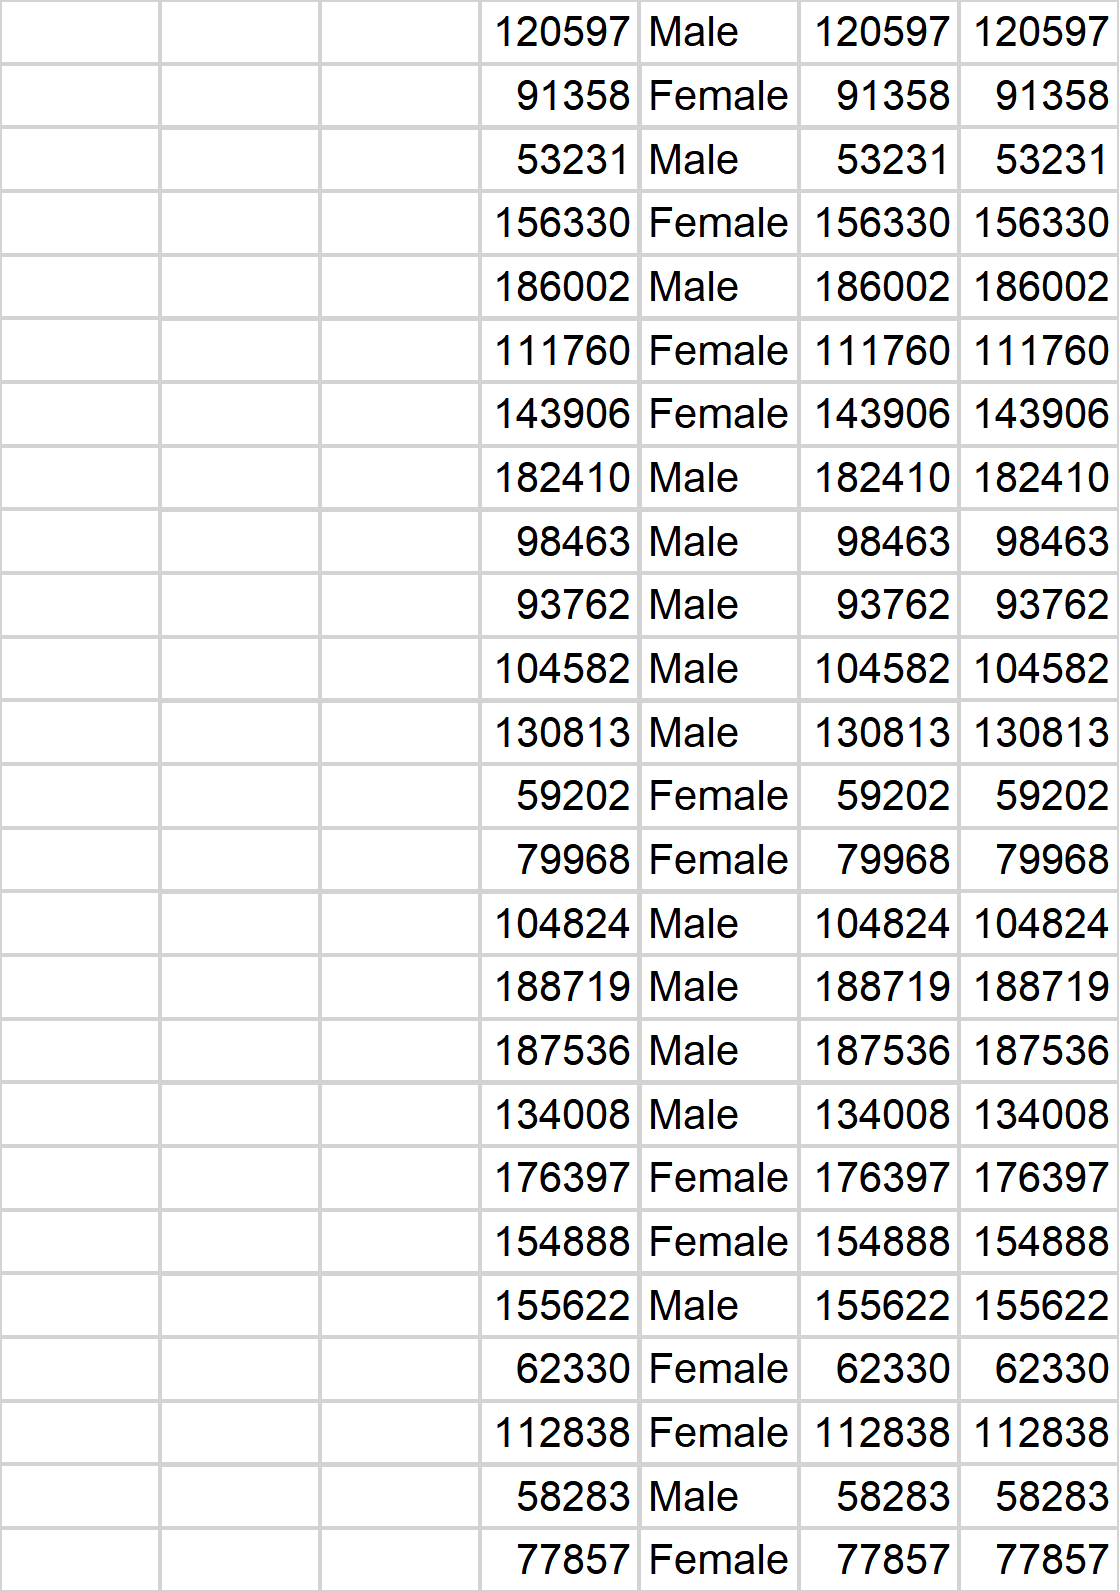 120597 Male 120597 120597
91358 Female 91358 91358
53231 Male 53231 53231
156330 Female 156330 156330
186002 Male 186002 186002
111760 Female 111760 111760
143906 Female 143906 143906
182410 Male 182410 182410
98463 Male 98463 98463
93762 Male 93762 93762
104582 Male 104582 104582
130813 Male 130813 130813
59202 Female 59202 59202
79968 Female 79968 79968
104824 Male 104824 104824
188719 Male 188719 188719
187536 Male 187536 187536
134008 Male 134008 134008
176397 Female 176397 176397
154888 Female 154888 154888
155622 Male 155622 155622
62330 Female 62330 62330
112838 Female 112838 112838
58283 Male 58283 58283
77857 Female 77857 77857